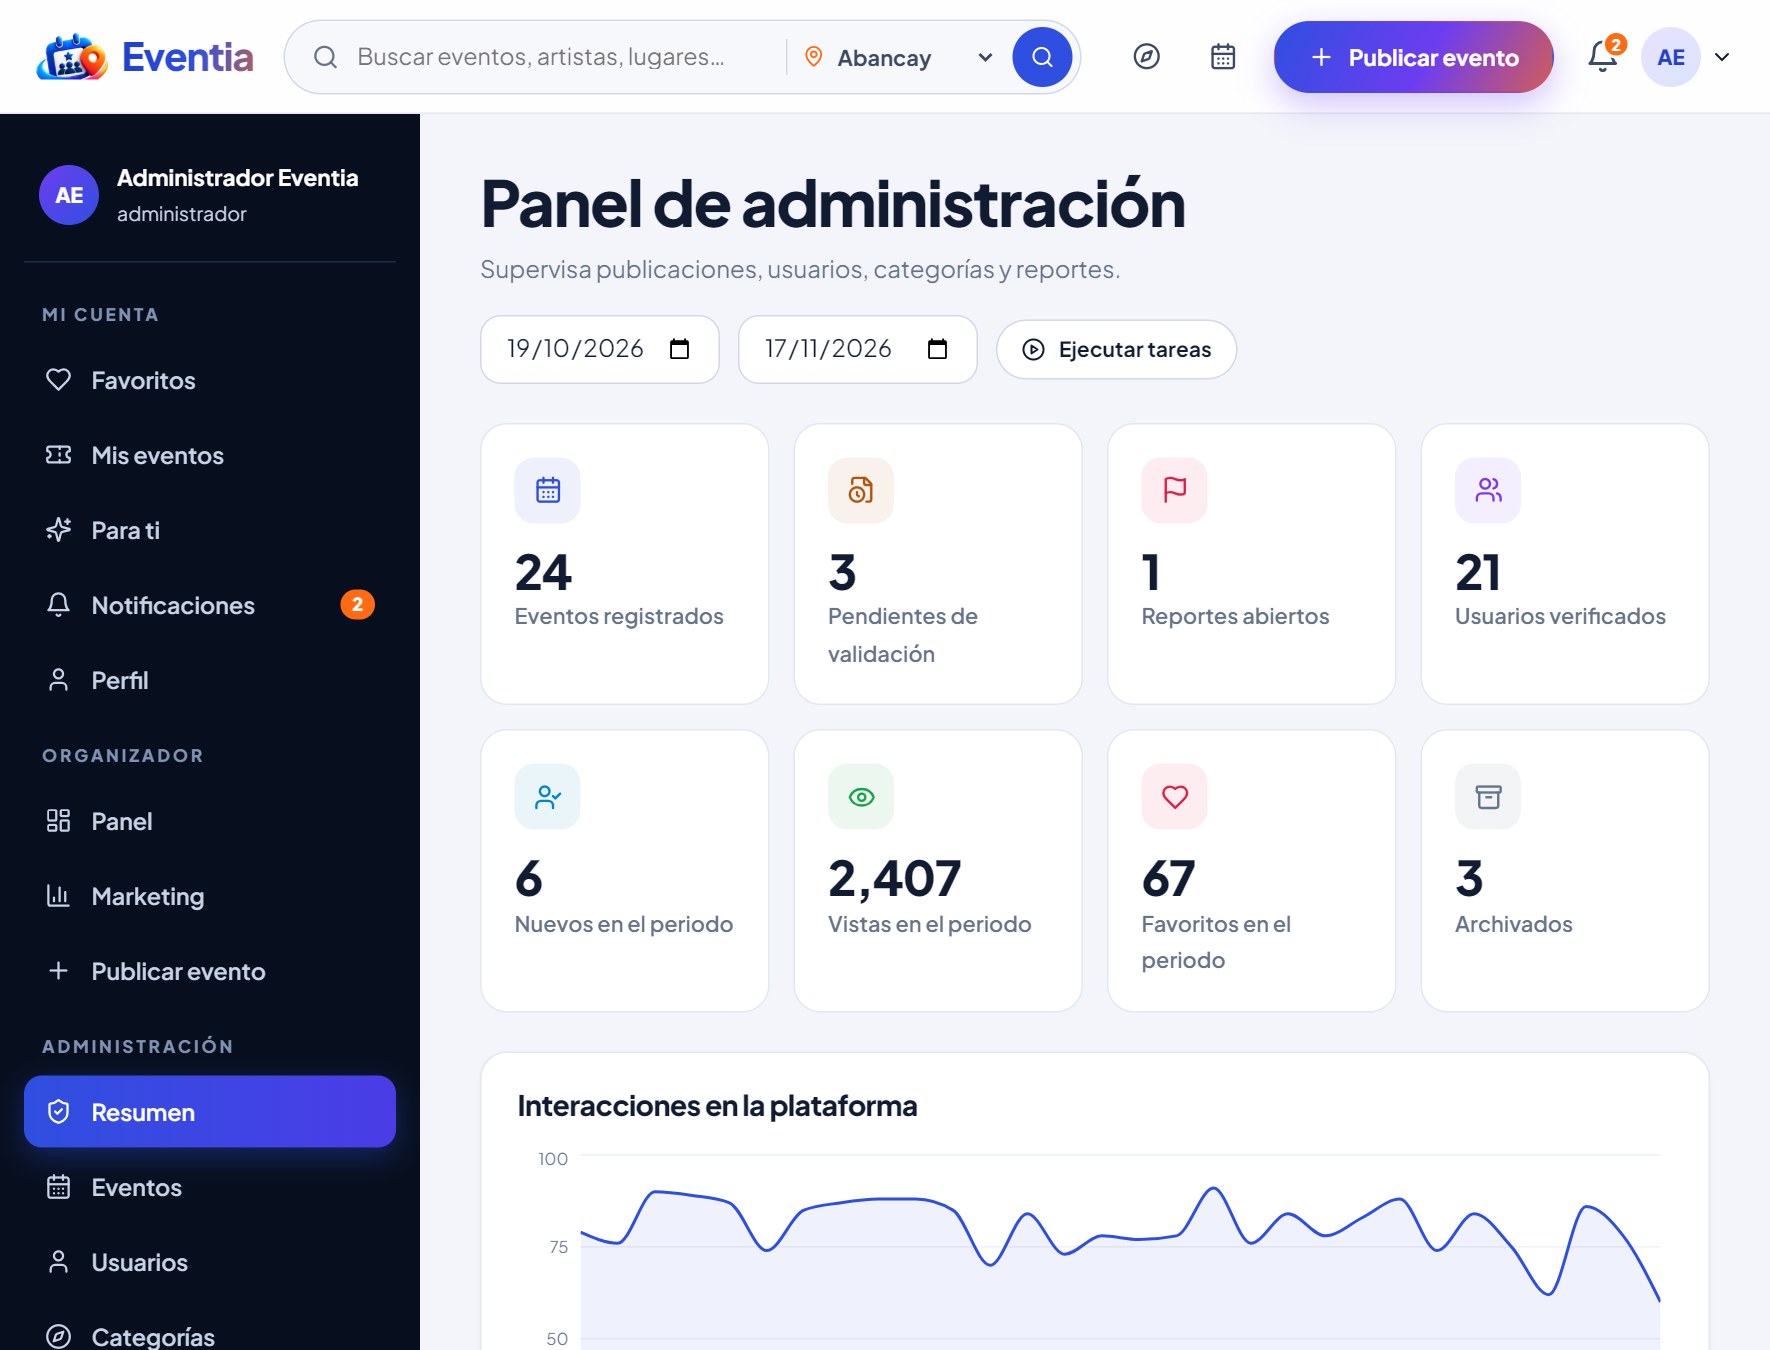 Eventia
Buscar eventos, artistas, lugares...
Abancay
Publicar evento
2
AE
AE
Administrador Eventia
administrador
MI CUENTA
Favoritos
Mis eventos
Para ti
Notificaciones
2
Perfil
ORGANIZADOR
Panel
Marketing
Publicar evento
ADMINISTRACIÓN
Resumen
Eventos
Usuarios
Categorías
Panel de administración
Supervisa publicaciones, usuarios, categorías y reportes.
19/10/2026
17/11/2026
Ejecutar tareas
24
Eventos registrados
3
Pendientes de
validación
1
Reportes abiertos
21
Usuarios verificados
6
Nuevos en el periodo
2,407
Vistas en el periodo
67
Favoritos en el
periodo
3
Archivados
Interacciones en la plataforma
100
75
50